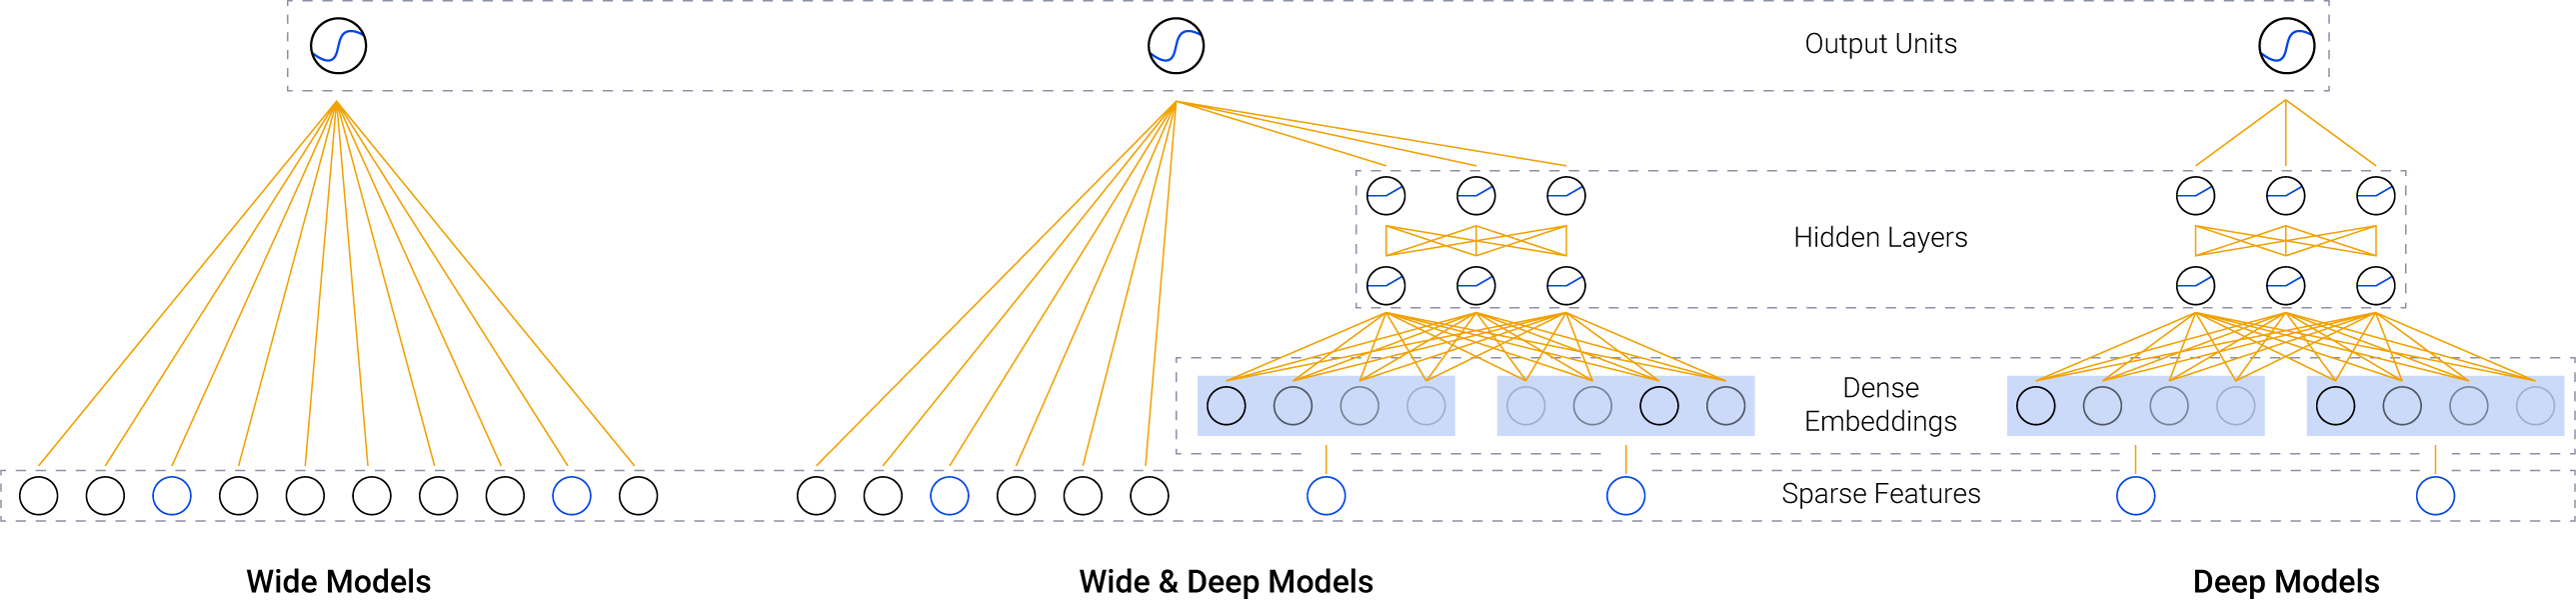 Output Units
Hidden Layers
Dense
Embeddings
Sparse Features
Wide Models
Wide & Deep Models
Deep Models